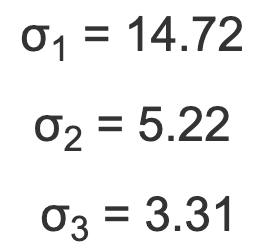 σ₁ = 14.72
σ₂ = 5.22
σ₃ = 3.31